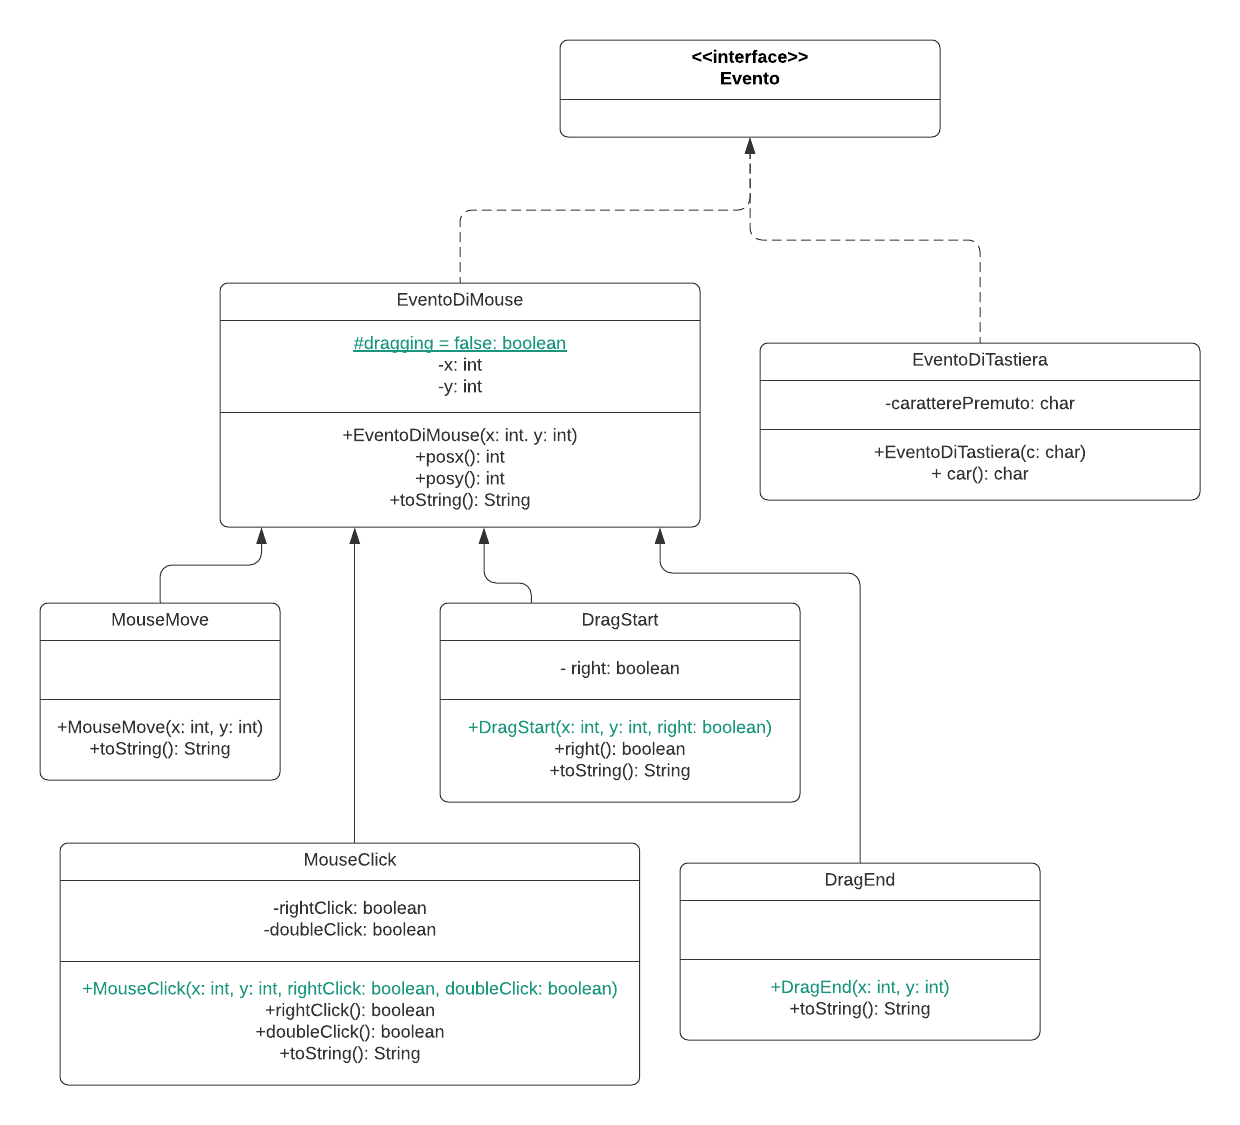 <<interface>>
Evento
EventoDiMouse
#dragging = false: boolean
-x: int
-y: int
+EventoDiMouse(x: int. y: int)
+posx(): int
+posy(): int
+toString(): String
EventoDiTastiera
-caratterePremuto: char
+EventoDiTastiera(c: char)
+ car(): char
MouseMove
+MouseMove(x: int, y: int)
+toString(): String
DragStart
- right: boolean
+DragStart(x: int, y: int, right: boolean)
+right(): boolean
+toString(): String
MouseClick
-rightClick: boolean
-doubleClick: boolean
+MouseClick(x: int, y: int, rightClick: boolean, doubleClick: boolean)
+rightClick(): boolean
+doubleClick(): boolean
+toString(): String
DragEnd
+DragEnd(x: int, y: int)
+toString(): String